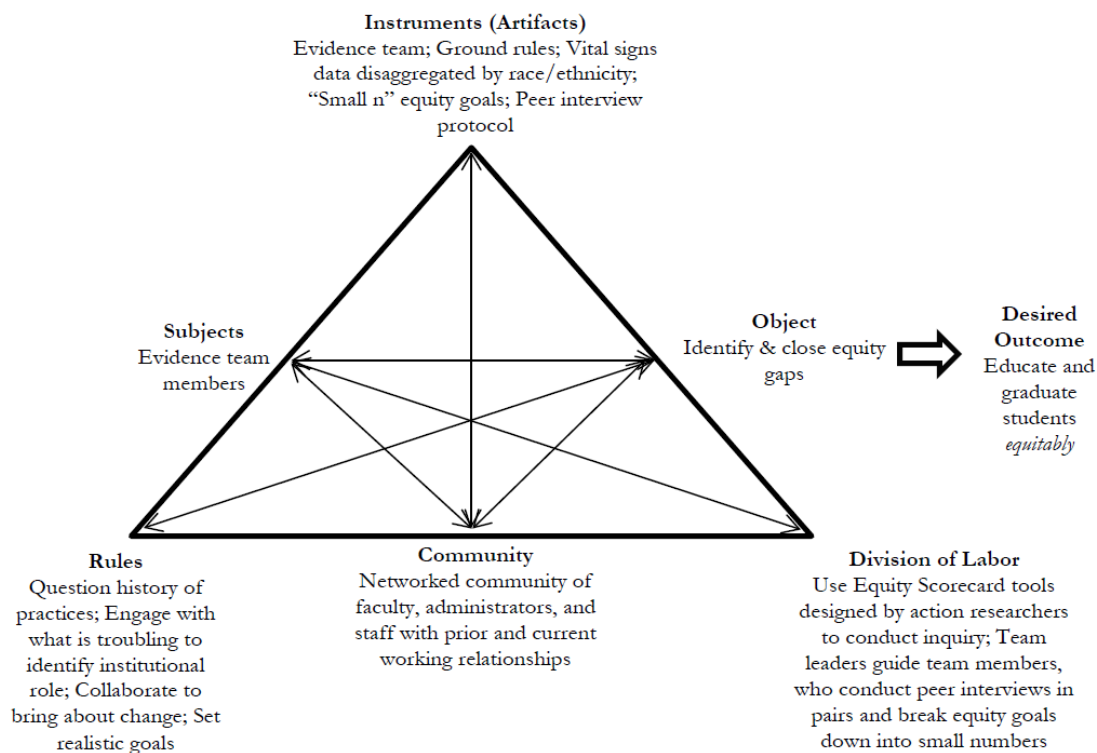 Instruments (Artifacts)
Evidence team; Ground rules; Vital signs
data disaggregated by race/ethnicity;
“Small n” equity goals; Peer interview
protocol
Subjects
Evidence team
members
Object
Identify & close equity
gaps
Desired
Outcome
Educate and
graduate
students
equitably
Rules
Question history of
practices; Engage with
what is troubling to
identify institutional
role; Collaborate to
bring about change; Set
realistic goals
Community
Networked community of
faculty, administrators, and
staff with prior and current
working relationships
Division of Labor
Use Equity Scorecard tools
designed by action researchers
to conduct inquiry; Team
leaders guide team members,
who conduct peer interviews in
pairs and break equity goals
down into small numbers